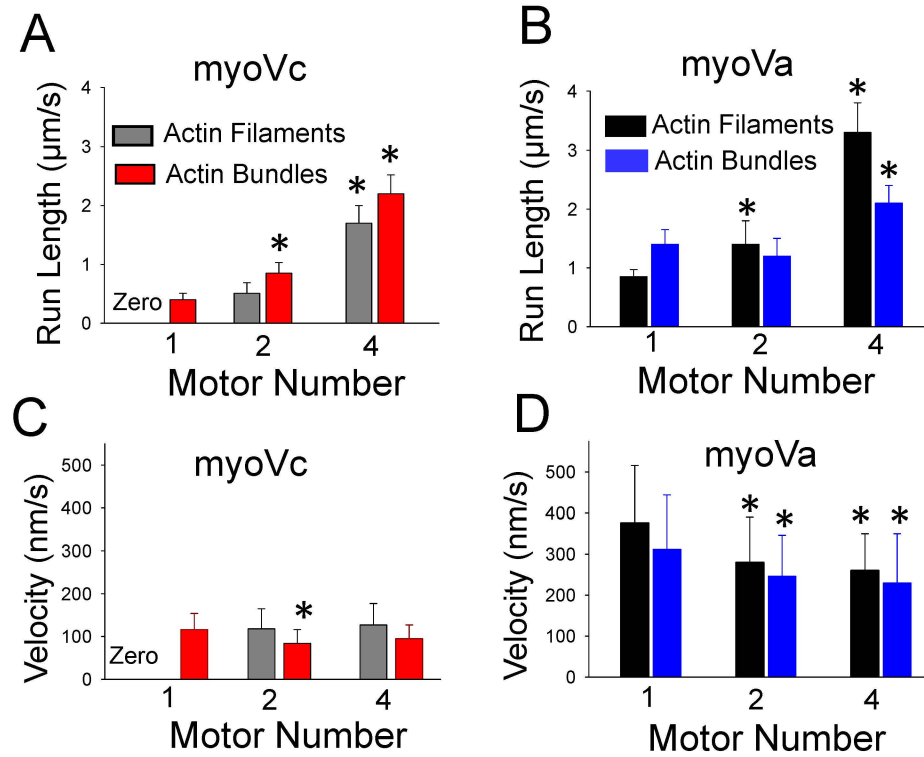 A
myoVc
Run Length (µm/s)
4
3
2
1
0
Actin Filaments
Actin Bundles
*
*
*
Zero
1
2
4
Motor Number
B
myoVa
Run Length (µm/s)
4
3
2
1
0
Actin Filaments
Actin Bundles
*
*
*
1
2
4
Motor Number
C
myoVc
Velocity (nm/s)
500
400
300
200
100
0
*
Zero
1
2
4
Motor Number
D
myoVa
Velocity (nm/s)
500
400
300
200
100
0
*
*
*
*
1
2
4
Motor Number